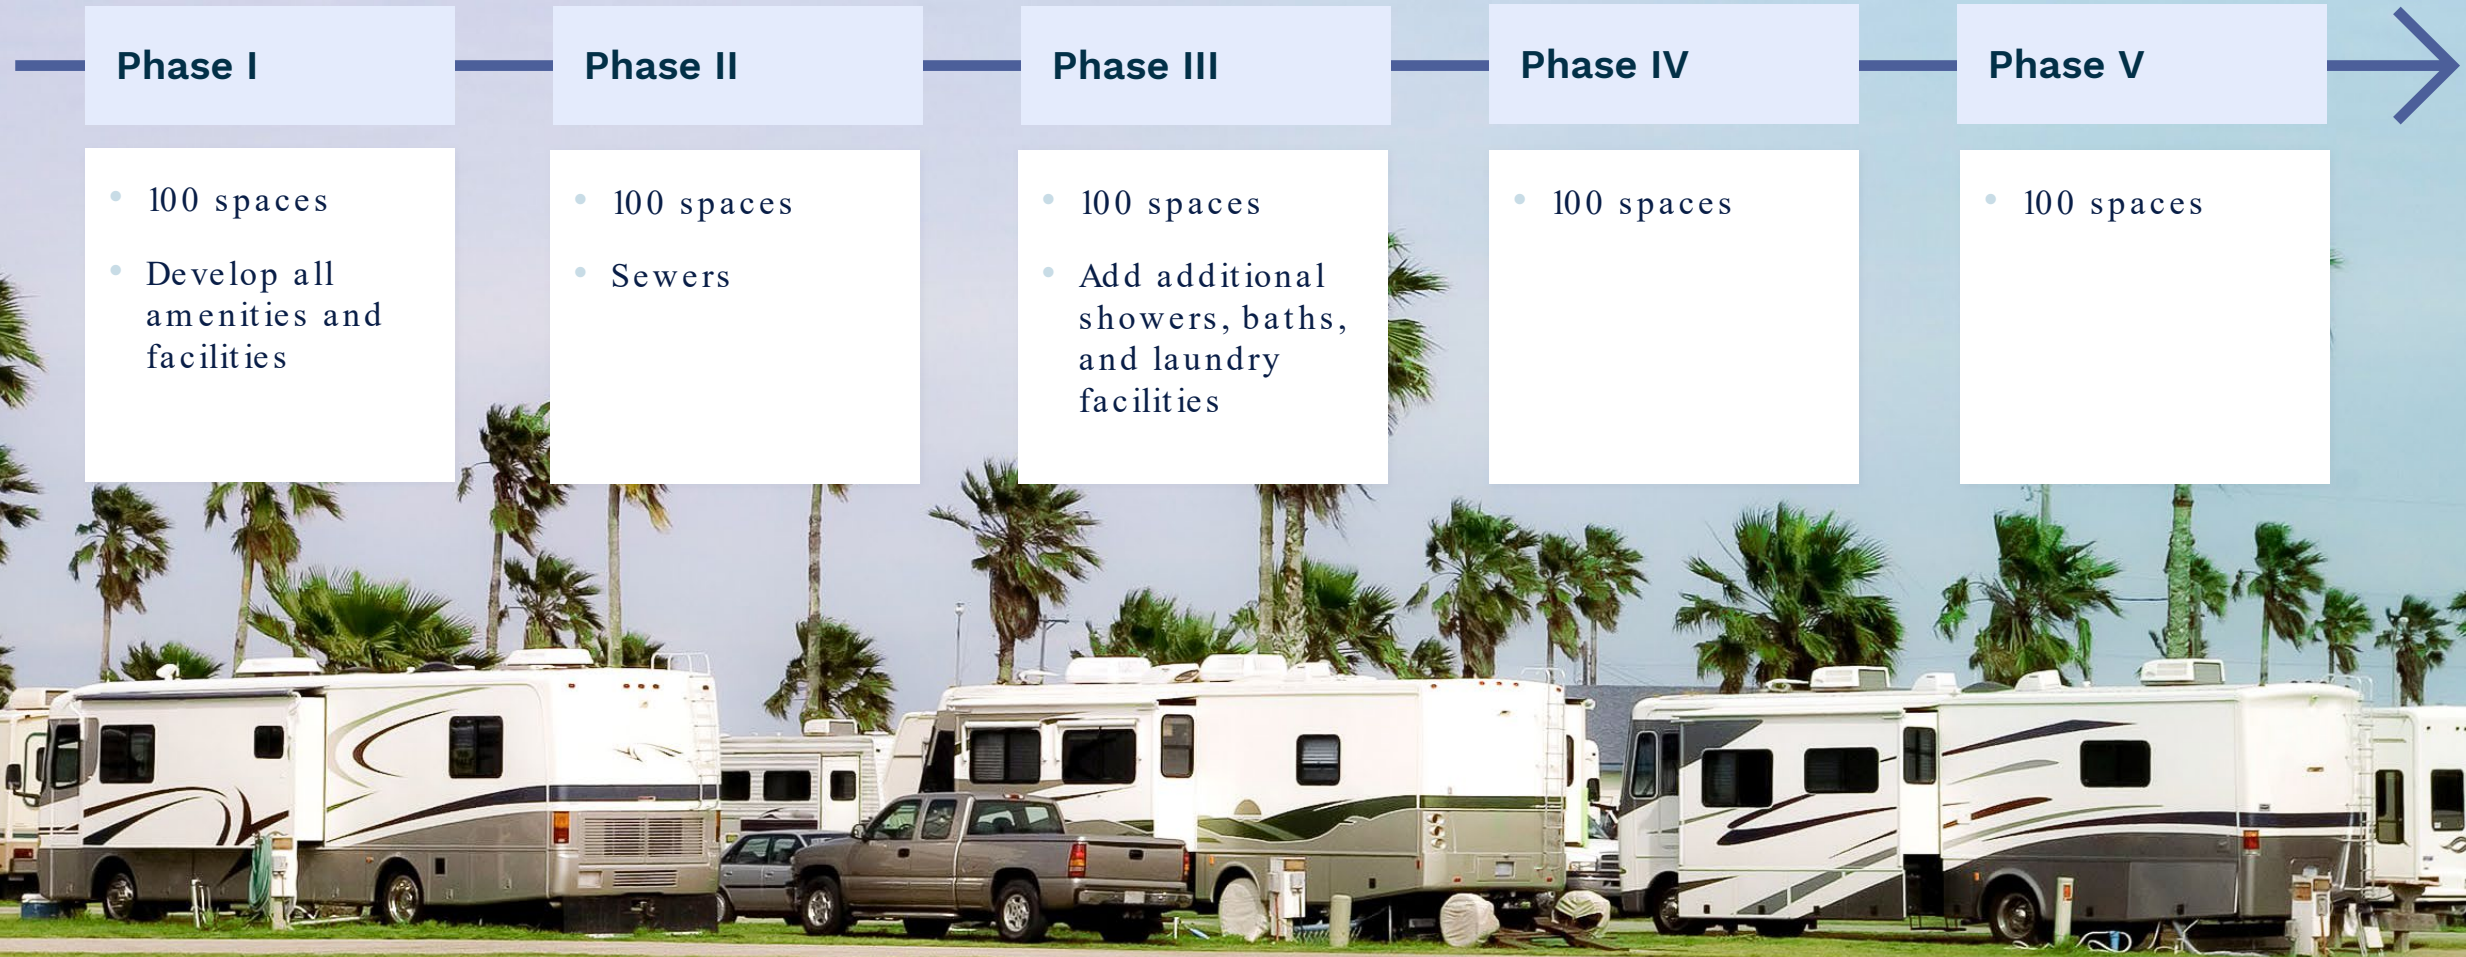 Phase I
100 spaces
Develop all
amenities and
facilities
Phase II
100 spaces
Sewers
Phase III
100 spaces
Add additional
showers, baths,
and laundry
facilities
Phase IV
100 spaces
Phase V
100 spaces